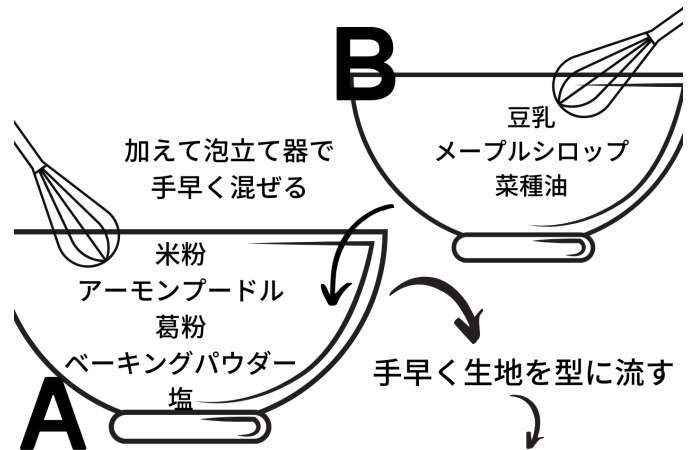 B
豆乳
メープルシロップ
菜種油
加えて泡立て器で
手早く混ぜる
米粉
アーモンプードル
葛粉
ベーキングパウダー
塩
A
手早く生地を型に流す